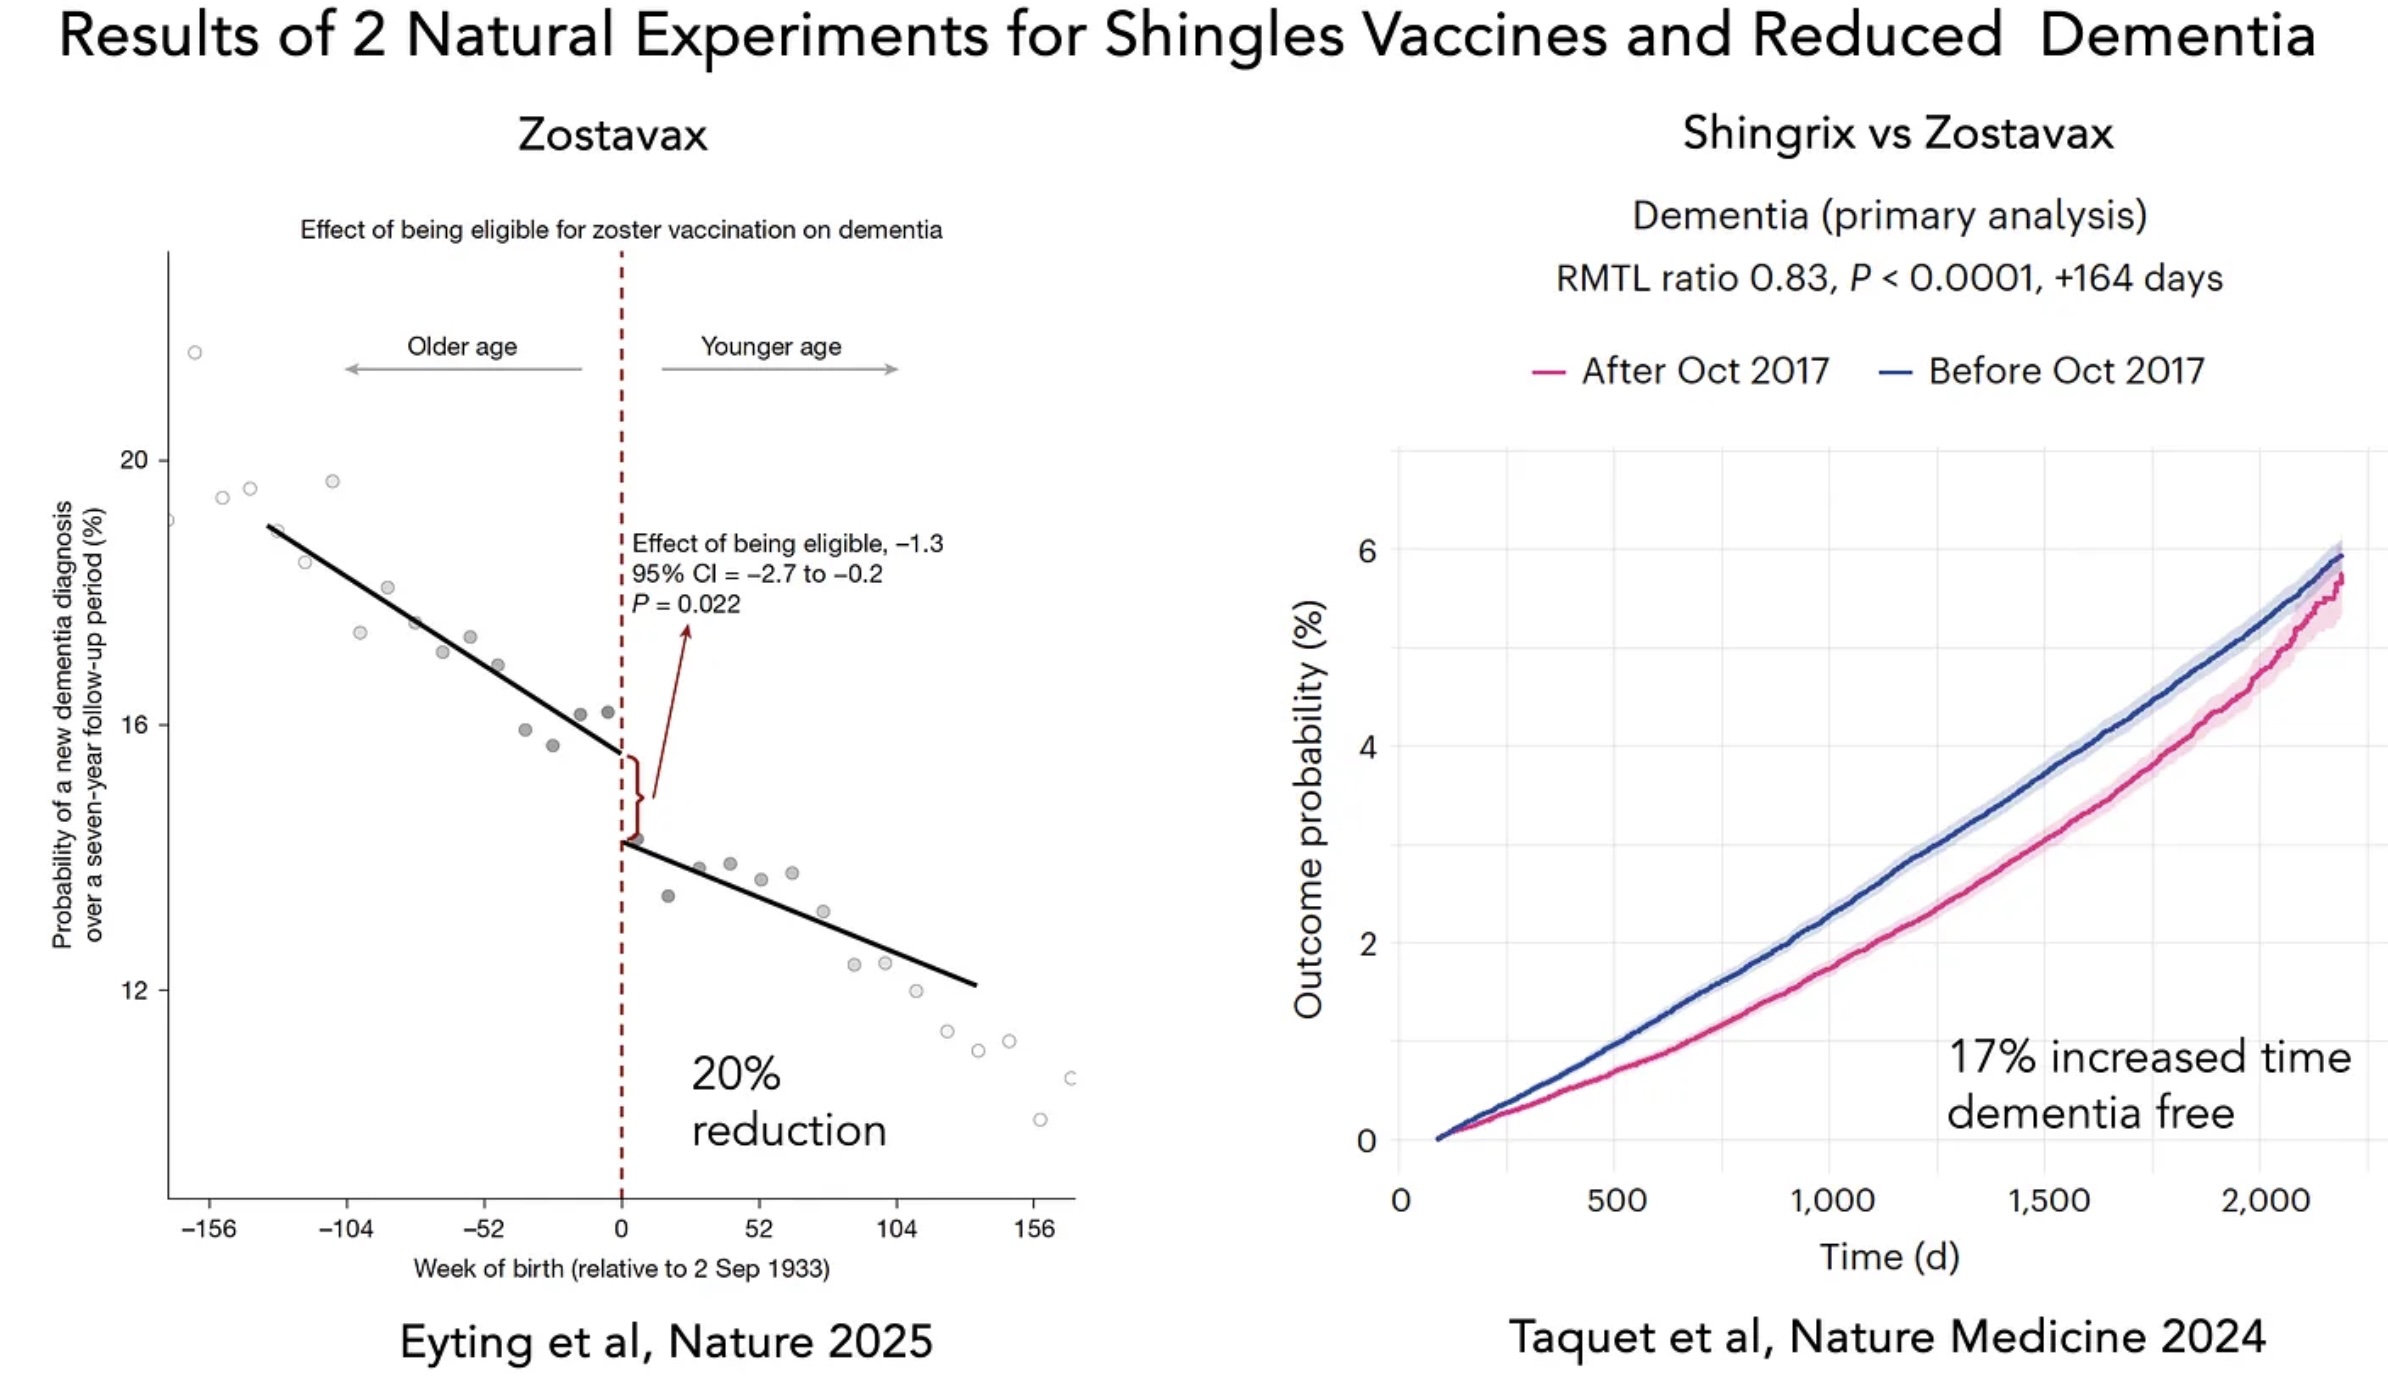 Results of 2 Natural Experiments for Shingles Vaccines and Reduced Dementia
Zostavax
Effect of being eligible for zoster vaccination on dementia
Older age
Younger age
Effect of being eligible, −1.3
95% CI = −2.7 to −0.2
P = 0.022
20
16
12
Probability of a new dementia diagnosis
over a seven-year follow-up period (%)
20%
reduction
−156
−104
−52
0
52
104
156
Week of birth (relative to 2 Sep 1933)
Eyting et al, Nature 2025
Shingrix vs Zostavax
Dementia (primary analysis)
RMTL ratio 0.83, P < 0.0001, +164 days
After Oct 2017
Before Oct 2017
6
4
2
0
Outcome probability (%)
17% increased time
dementia free
0
500
1,000
1,500
2,000
Time (d)
Taquet et al, Nature Medicine 2024